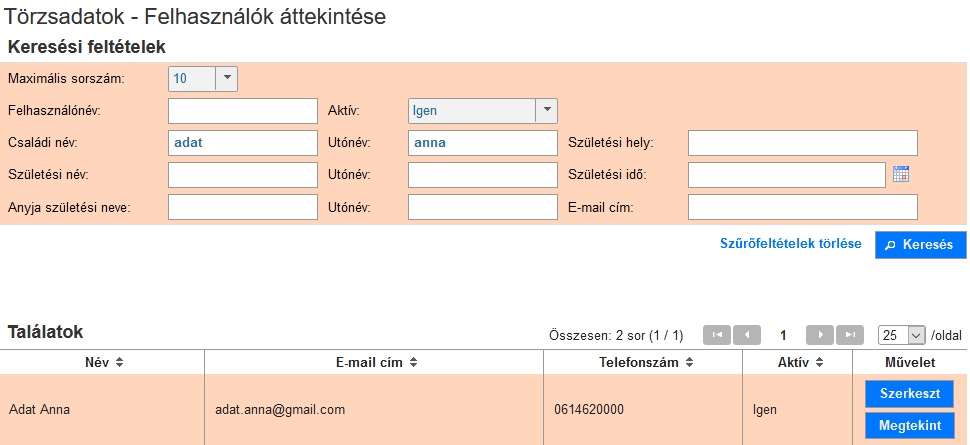 Törzsadatok - Felhasználók áttekintése
Keresési feltételek
Maximális sorszám: 10
Felhasználónév: Aktív: Igen
Családi név: adat Utónév: anna Születési hely:
Születési név: Utónév: Születési idő:
Anyja születési neve: Utónév: E-mail cím:
Szűrőfeltételek törlése Keresés
Találatok Összesen: 2 sor (1 / 1) 1 25 /oldal
Név E-mail cím Telefonszám Aktív Művelet
Adat Anna adat.anna@gmail.com 0614620000 Igen Szerkeszt
Megtekint